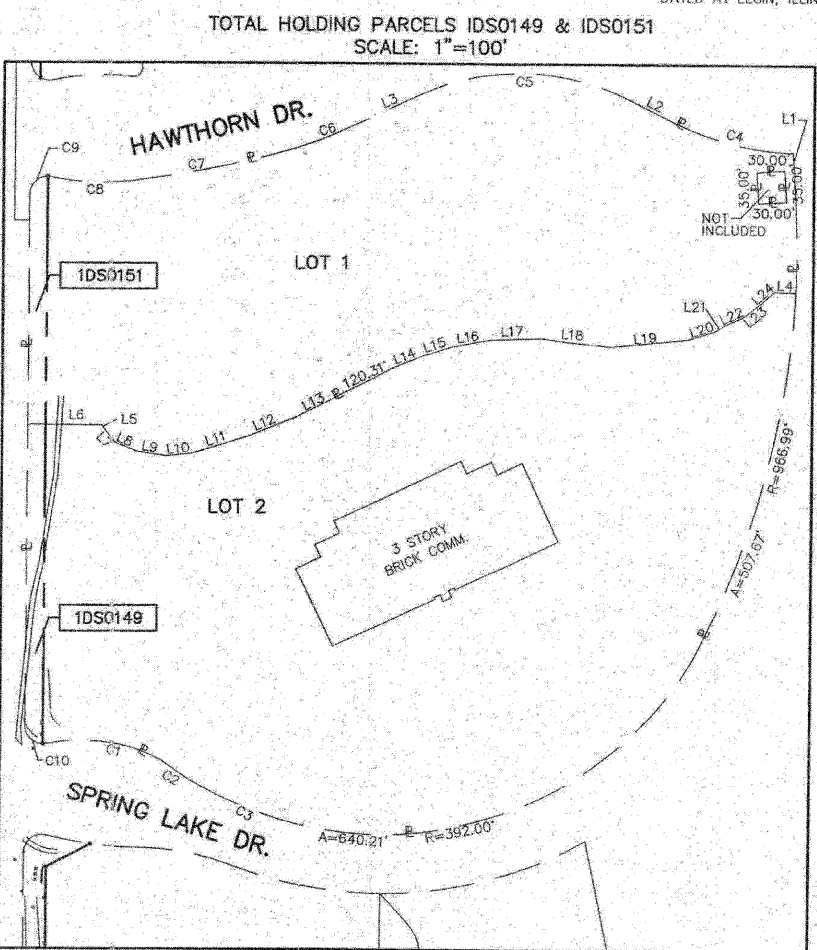 TOTAL HOLDING PARCELS IDS0149 & IDS0151
SCALE: 1"=100'
C5
L3
L2
HAWTHORN DR.
C6
C4
L1
C9
C7
C8
30.00'
35.00'
35.00'
30.00'
NOT
INCLUDED
LOT 1
1DS0151
L24
L4
L21
L22
L23
L20
L19
L18
L17
L16
L15
L14
120.31'
L13
L12
L11
L10
L9
L8
L5
L6
R=966.99'
LOT 2
3 STORY
BRICK COMM.
A=507.67'
1DS0149
C1
C10
C2
C3
SPRING LAKE DR.
A=640.21'
R=392.00'